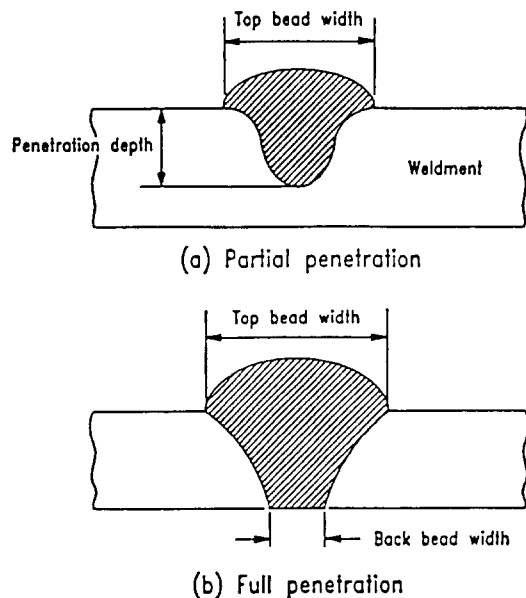 Top bead width
Penetration depth
Weldment
(a) Partial penetration
Top bead width
Back bead width
(b) Full penetration